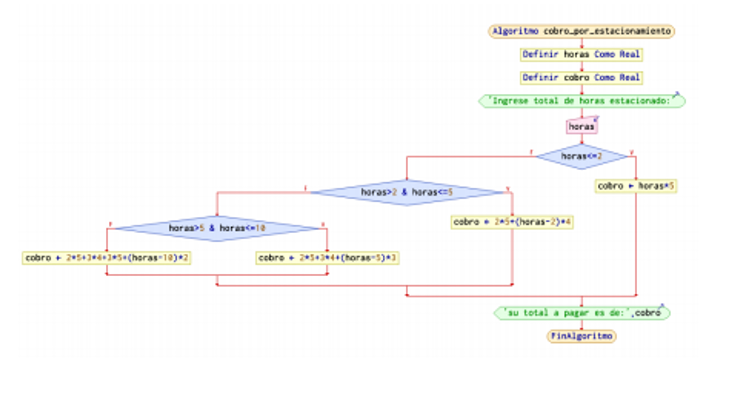 Algoritmo cobro_por_estacionamiento
Definir horas Como Real
Definir cobro Como Real
'Ingrese total de horas estacionado:'
horas
horas<=2
F
V
cobro ← horas*5
horas>2 & horas<=5
F
V
cobro ← 2*5+(horas-2)*4
horas>5 & horas<=10
F
V
cobro ← 2*5+3*4+3*5+(horas-10)*2
cobro ← 2*5+3*4+(horas-5)*3
'su total a pagar es de:',cobro
FinAlgoritmo